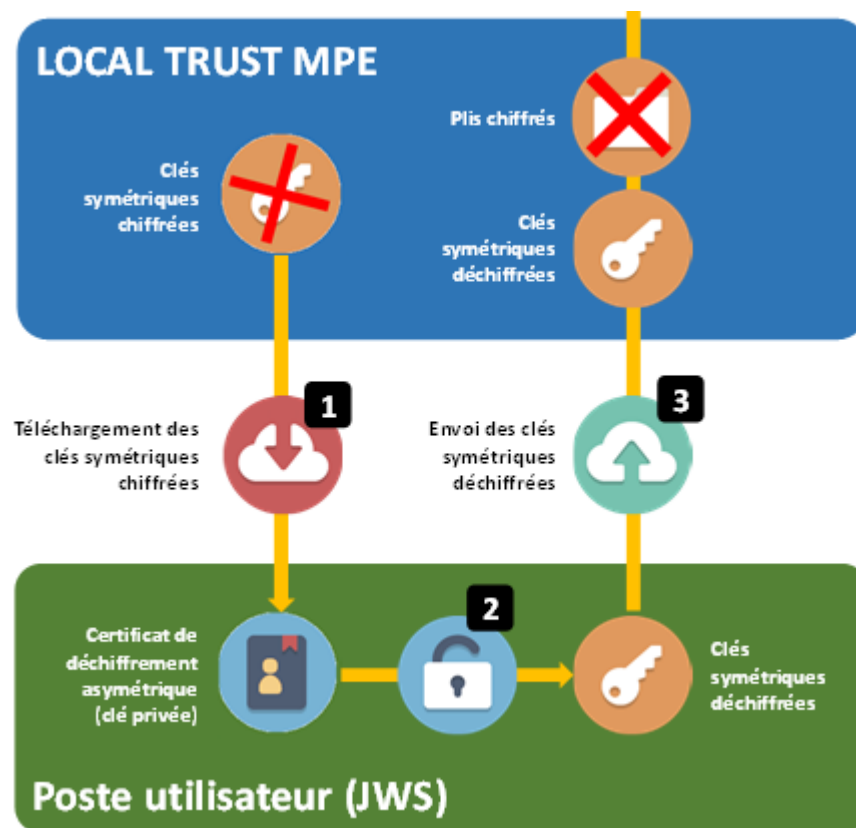 LOCAL TRUST MPE
Plis chiffrés
Clés
symétriques
chiffrées
Clés
symétriques
déchiffrées
1
3
Téléchargement des
clés symétriques
chiffrées
Envoi des clés
symétriques
déchiffrées
2
Certificat de
déchiffrement
asymétrique
(clé privée)
Clés
symétriques
déchiffrées
Poste utilisateur (JWS)